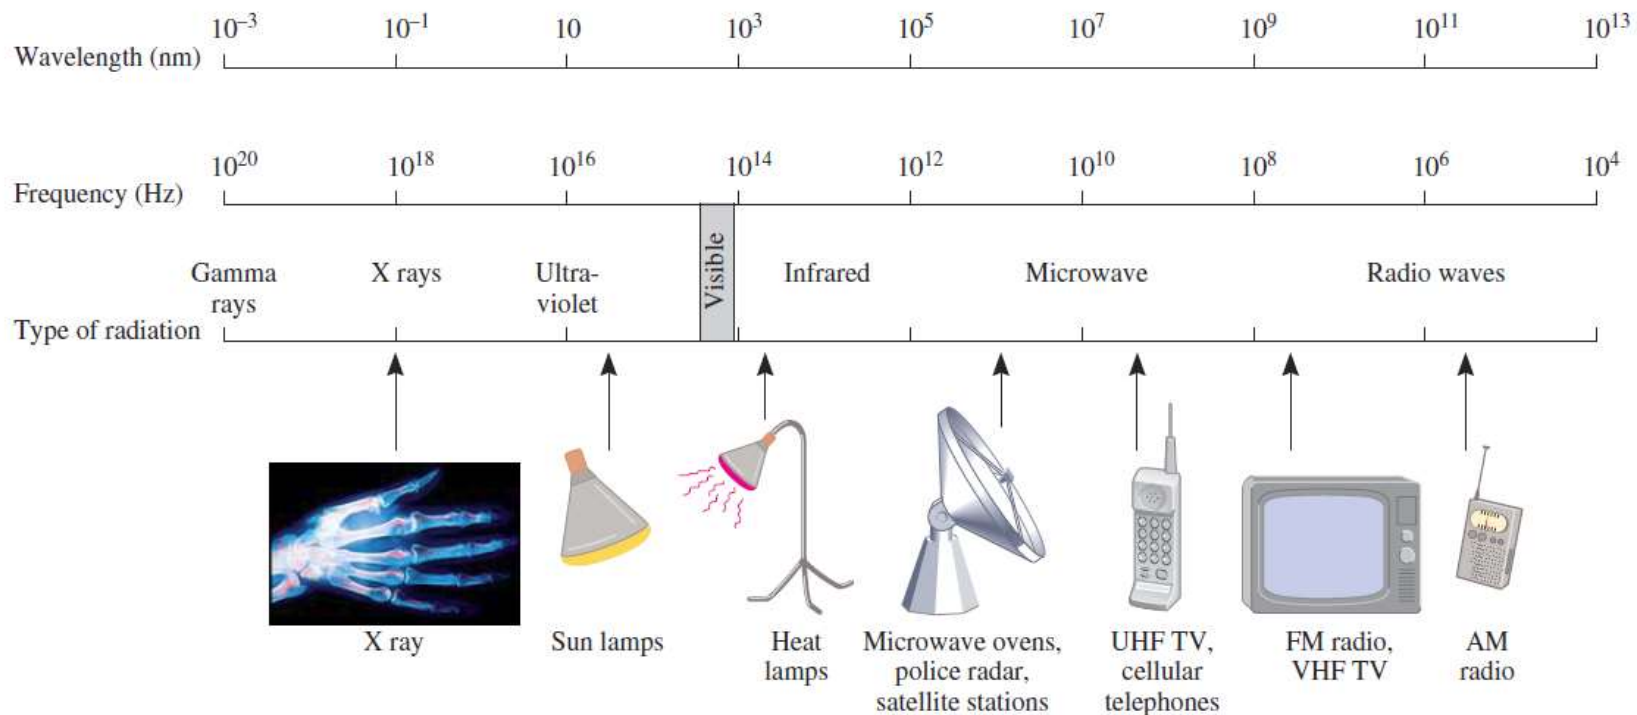 10⁻³ 10⁻¹ 10 10³ 10⁵ 10⁷ 10⁹ 10¹¹ 10¹³
Wavelength (nm)
10²⁰ 10¹⁸ 10¹⁶ 10¹⁴ 10¹² 10¹⁰ 10⁸ 10⁶ 10⁴
Frequency (Hz)
Gamma
rays
X rays
Ultra-
violet
Visible
Infrared
Microwave
Radio waves
Type of radiation
X ray
Sun lamps
Heat
lamps
Microwave ovens,
police radar,
satellite stations
UHF TV,
cellular
telephones
FM radio,
VHF TV
AM
radio